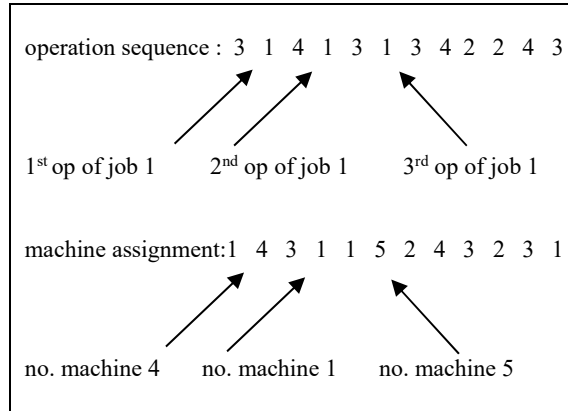 operation sequence : 3 1 4 1 3 1 3 4 2 2 4 3
1st op of job 1 2nd op of job 1 3rd op of job 1
machine assignment:1 4 3 1 1 5 2 4 3 2 3 1
no. machine 4 no. machine 1 no. machine 5